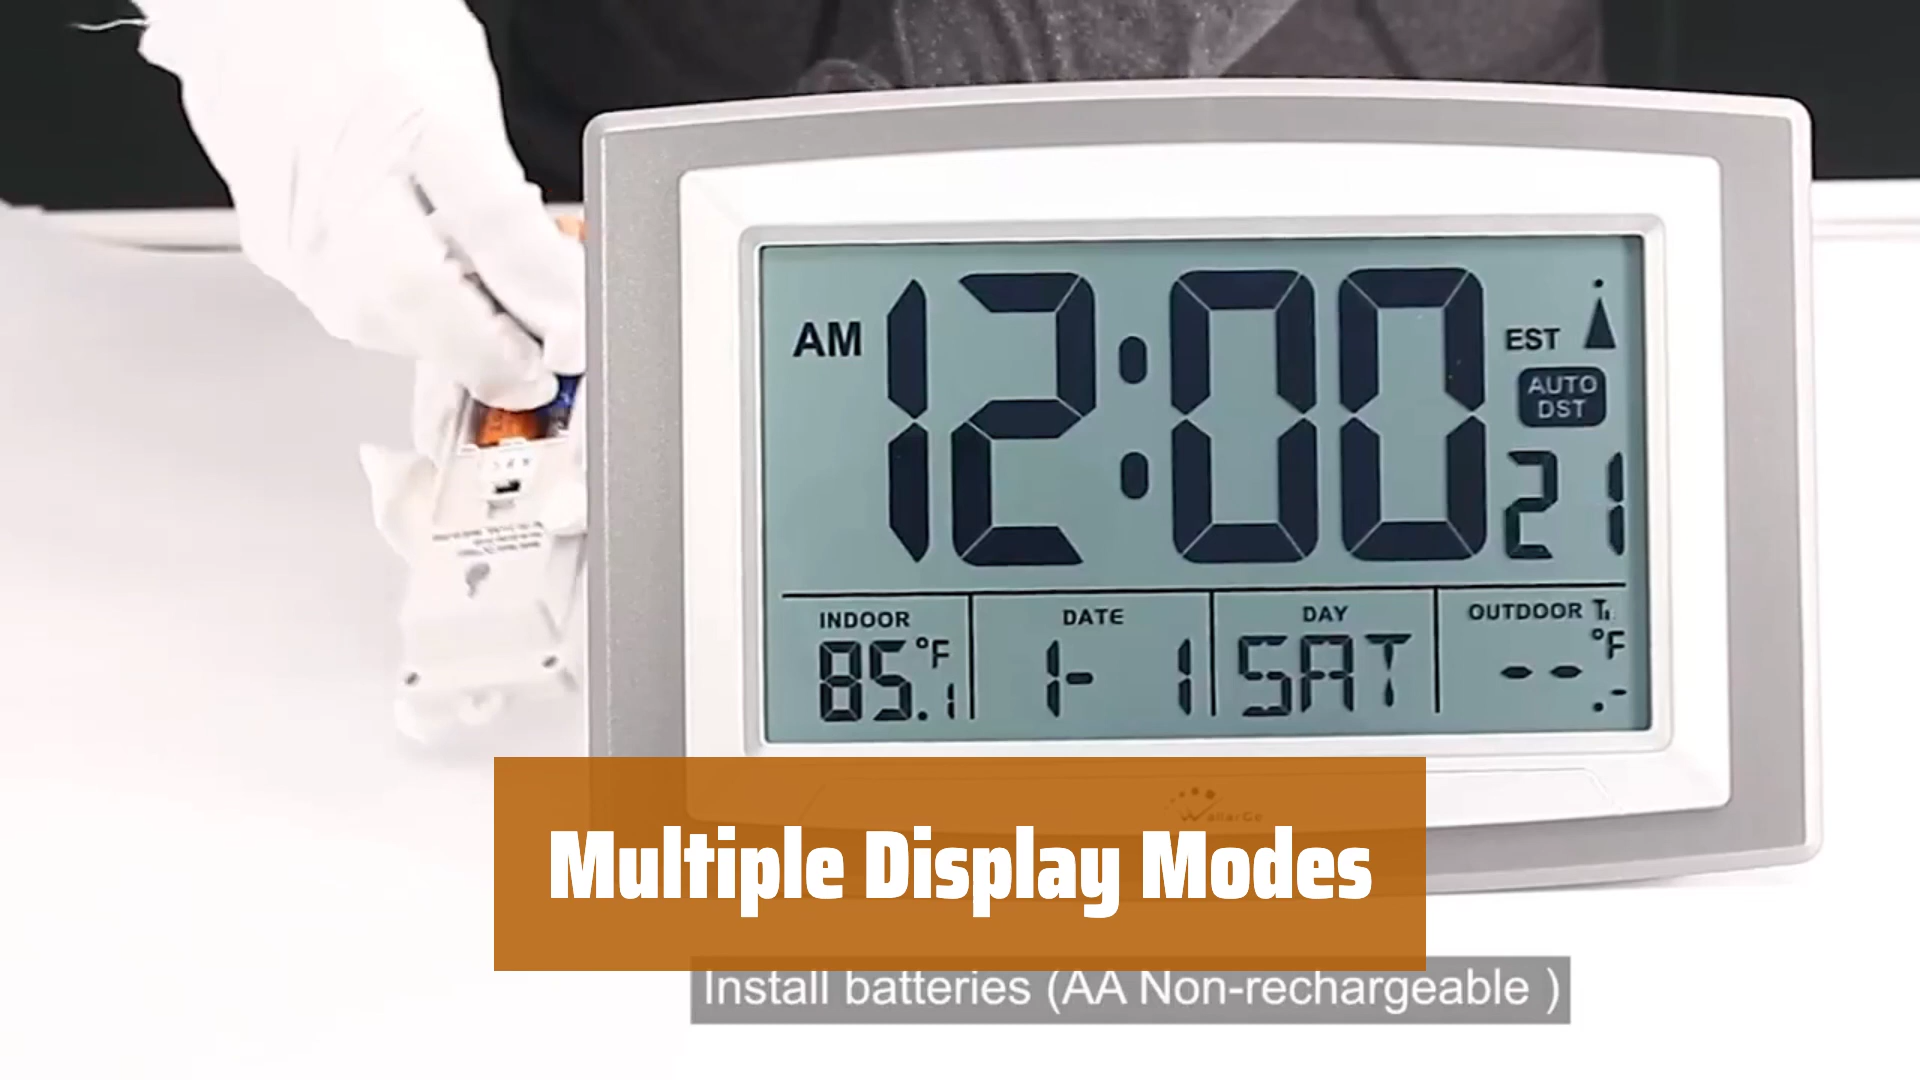 AM 12:00 21
EST
AUTO
DST
INDOOR
85.1 °F
DATE
1- 1
DAY
SAT
OUTDOOR
--.- °F
WallarGe
Multiple Display Modes
Install batteries (AA Non-rechargeable )